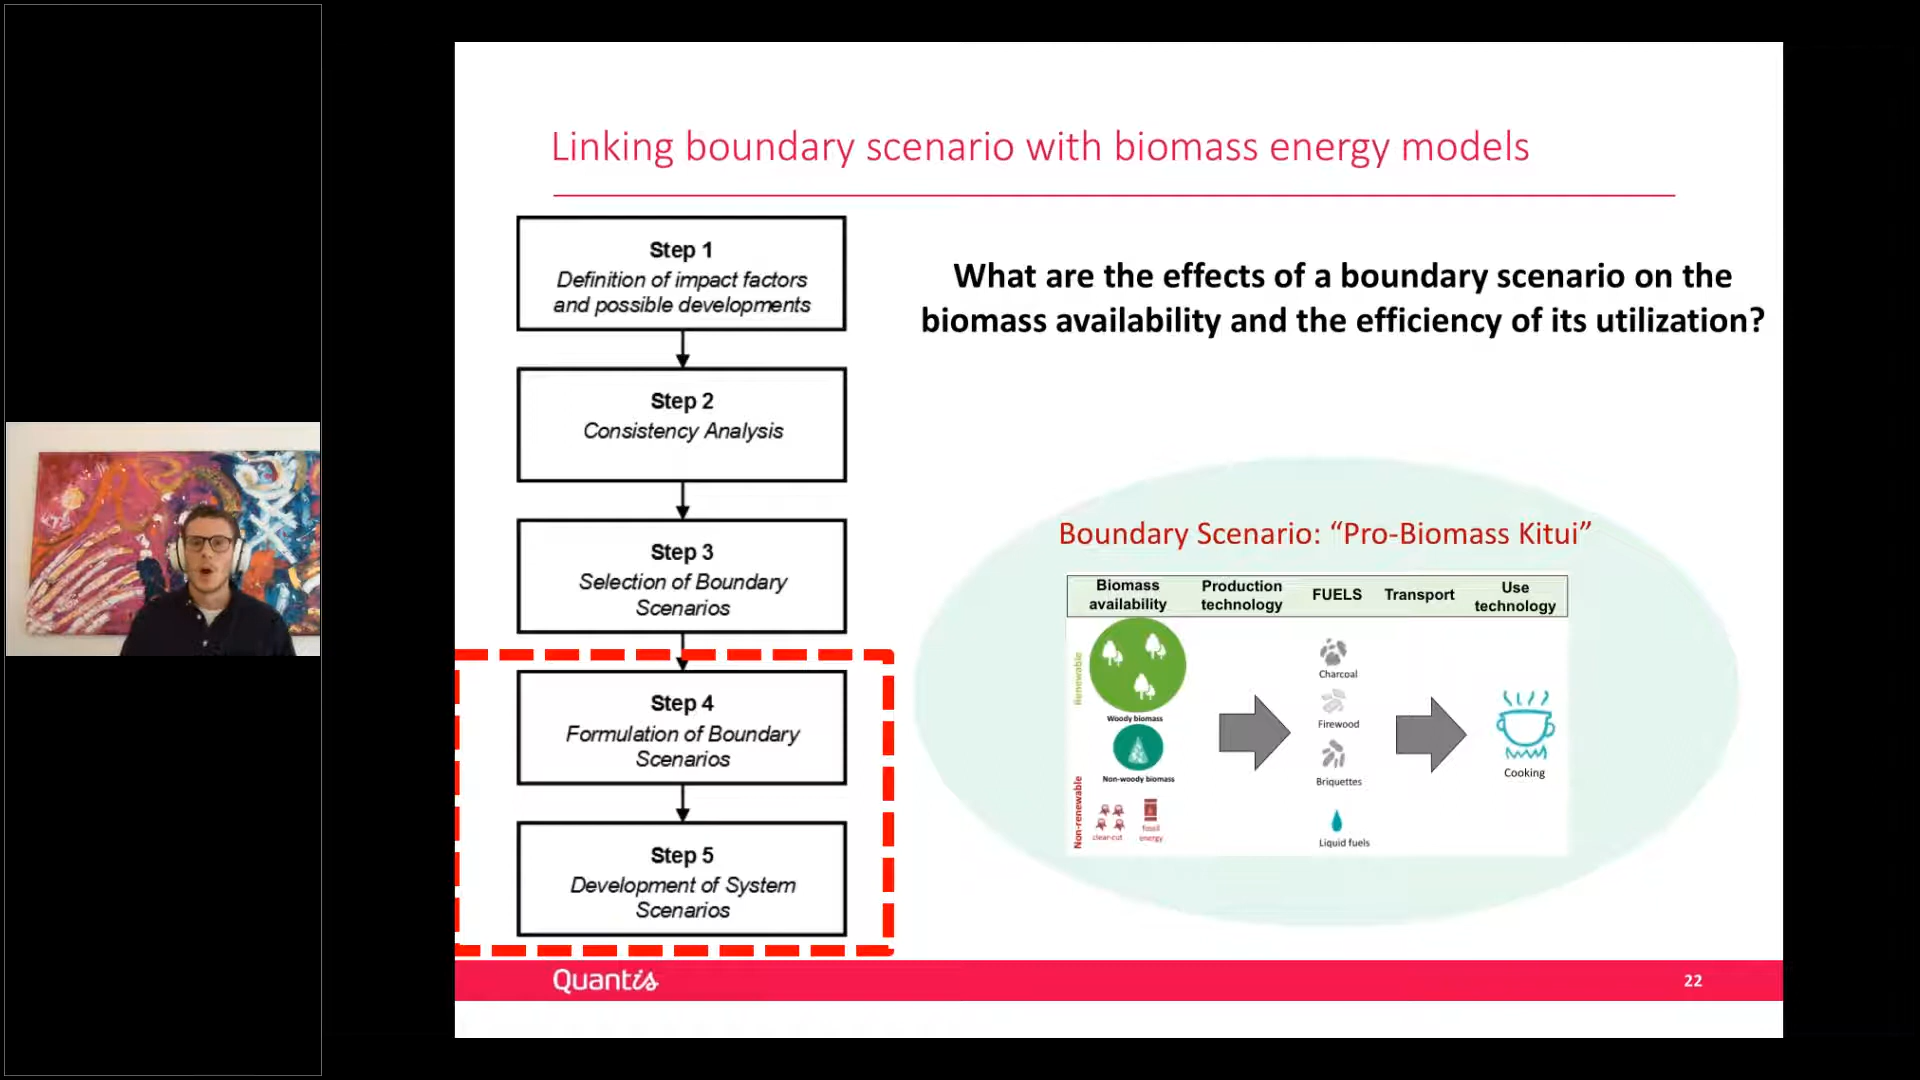 Linking boundary scenario with biomass energy models
Step 1
Definition of impact factors
and possible developments
Step 2
Consistency Analysis
Step 3
Selection of Boundary
Scenarios
Step 4
Formulation of Boundary
Scenarios
Step 5
Development of System
Scenarios
What are the effects of a boundary scenario on the
biomass availability and the efficiency of its utilization?
Boundary Scenario: “Pro-Biomass Kitui”
Biomass
availability
Production
technology
FUELS
Transport
Use
technology
Renewable
Woody biomass
Non-woody biomass
Non-renewable
clear-cut
fossil
energy
Charcoal
Firewood
Briquettes
Liquid fuels
Cooking
Quantis
22